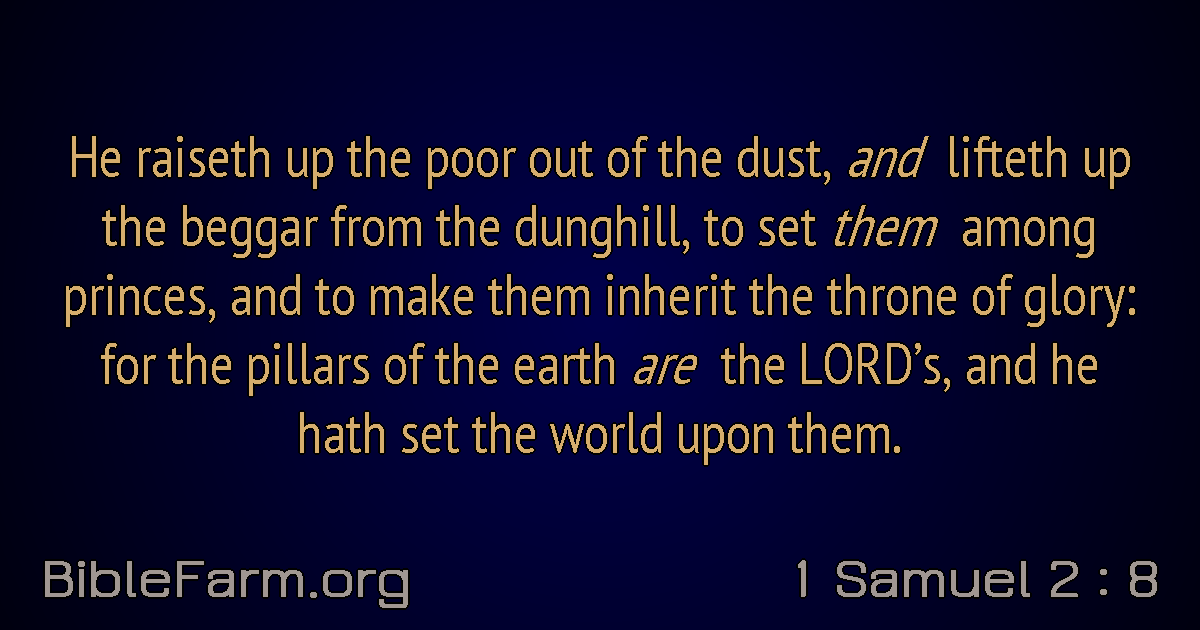 He raiseth up the poor out of the dust, and lifteth up
the beggar from the dunghill, to set them among
princes, and to make them inherit the throne of glory:
for the pillars of the earth are the LORD’s, and he
hath set the world upon them.
BibleFarm.org
1 Samuel 2 : 8